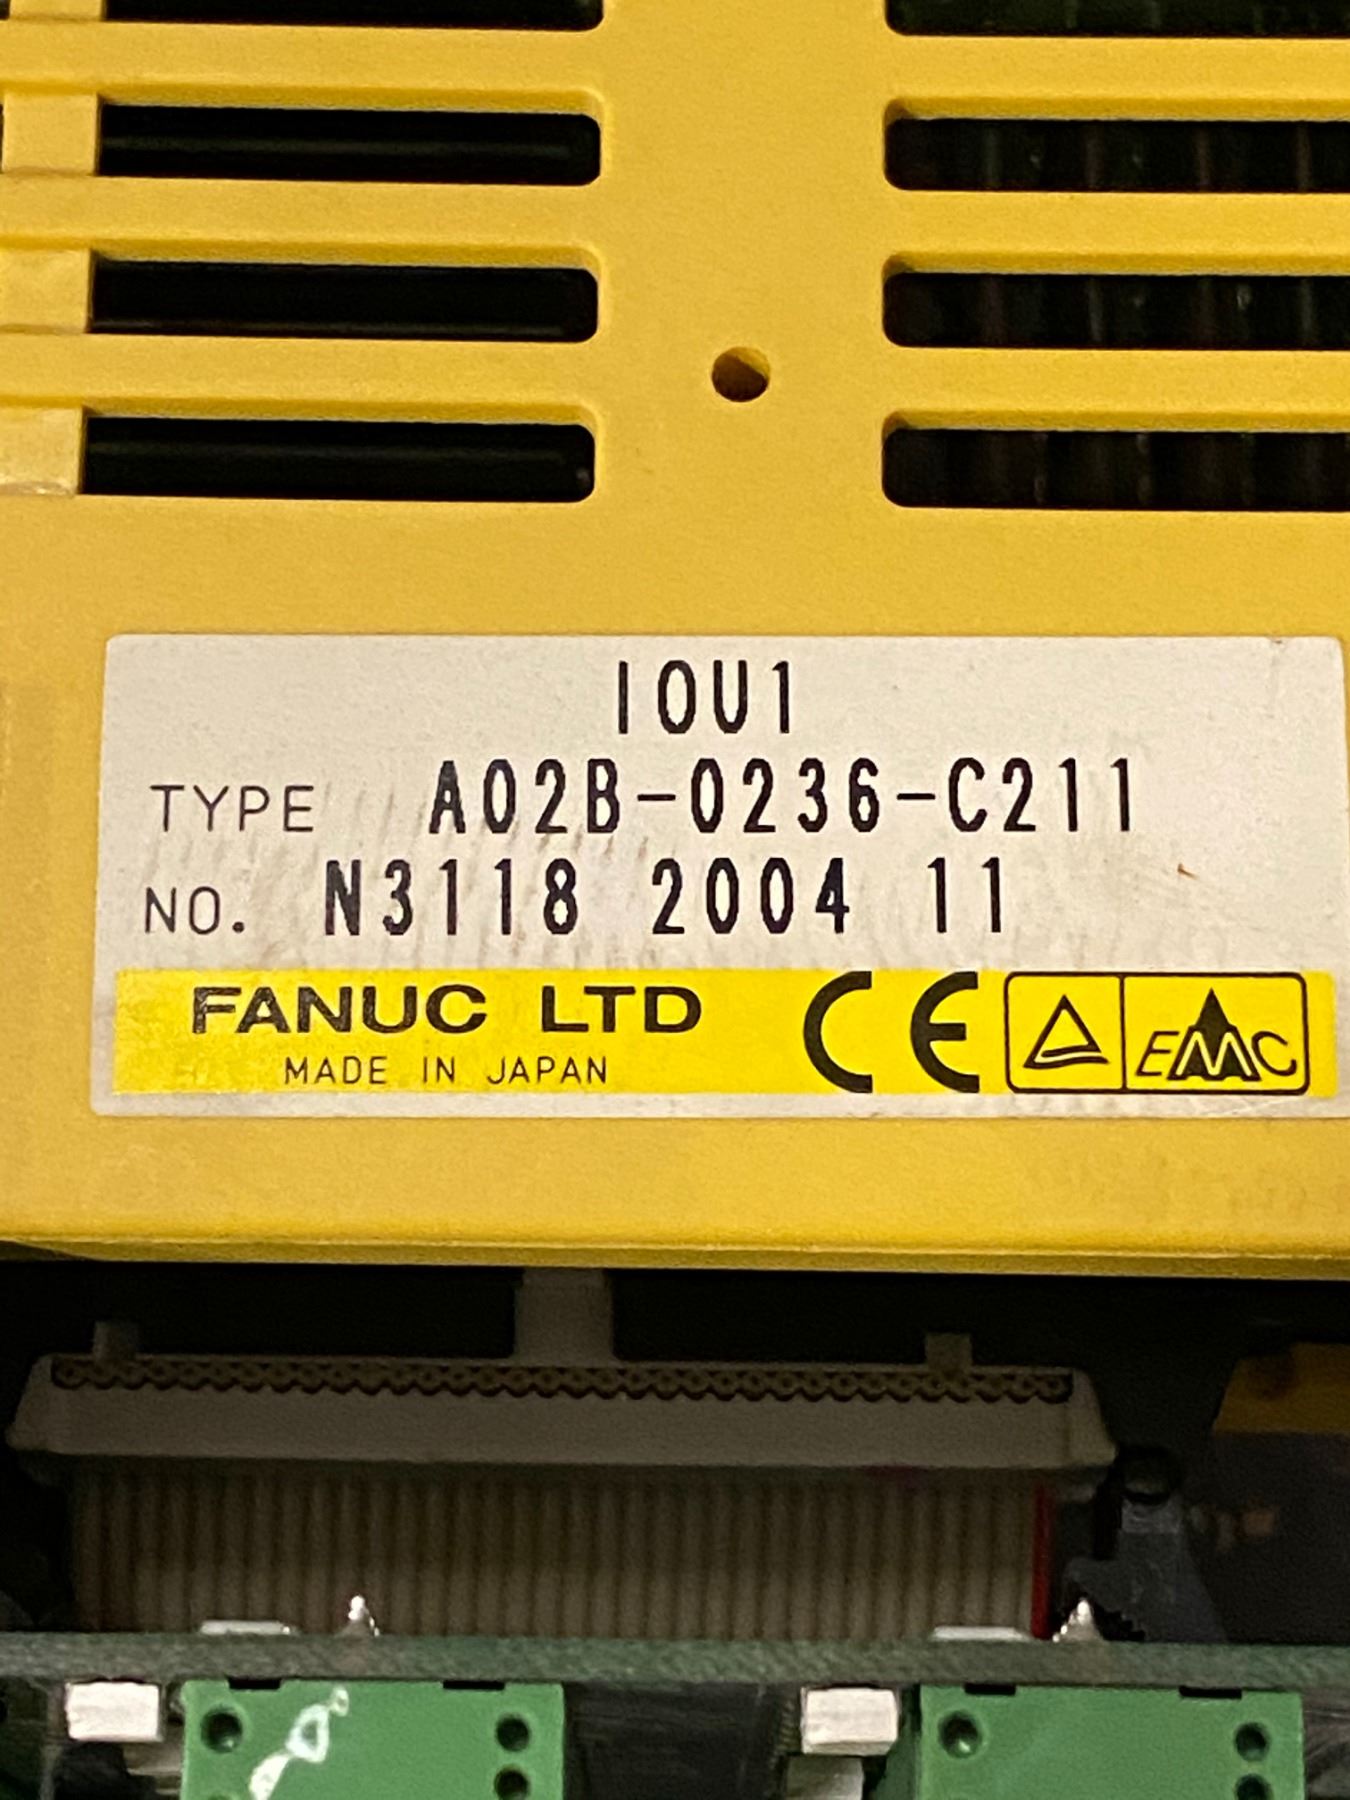 IOU1
TYPE A02B-0236-C211
NO. N3118 2004 11
FANUC LTD CE EMC
MADE IN JAPAN